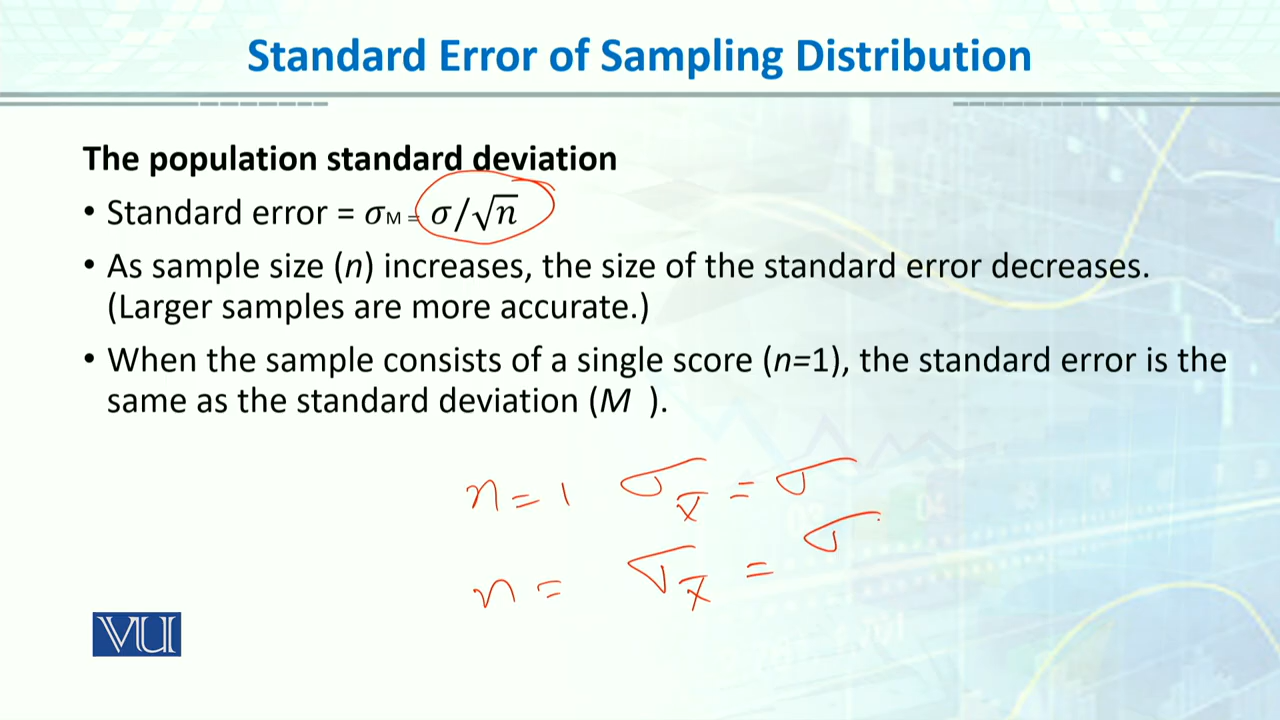 Standard Error of Sampling Distribution
The population standard deviation
• Standard error = σM = σ/√n
• As sample size (n) increases, the size of the standard error decreases.
(Larger samples are more accurate.)
• When the sample consists of a single score (n=1), the standard error is the
same as the standard deviation (M ).
n = 1 σx̄ = σ
n = σx̄ = σ
VU